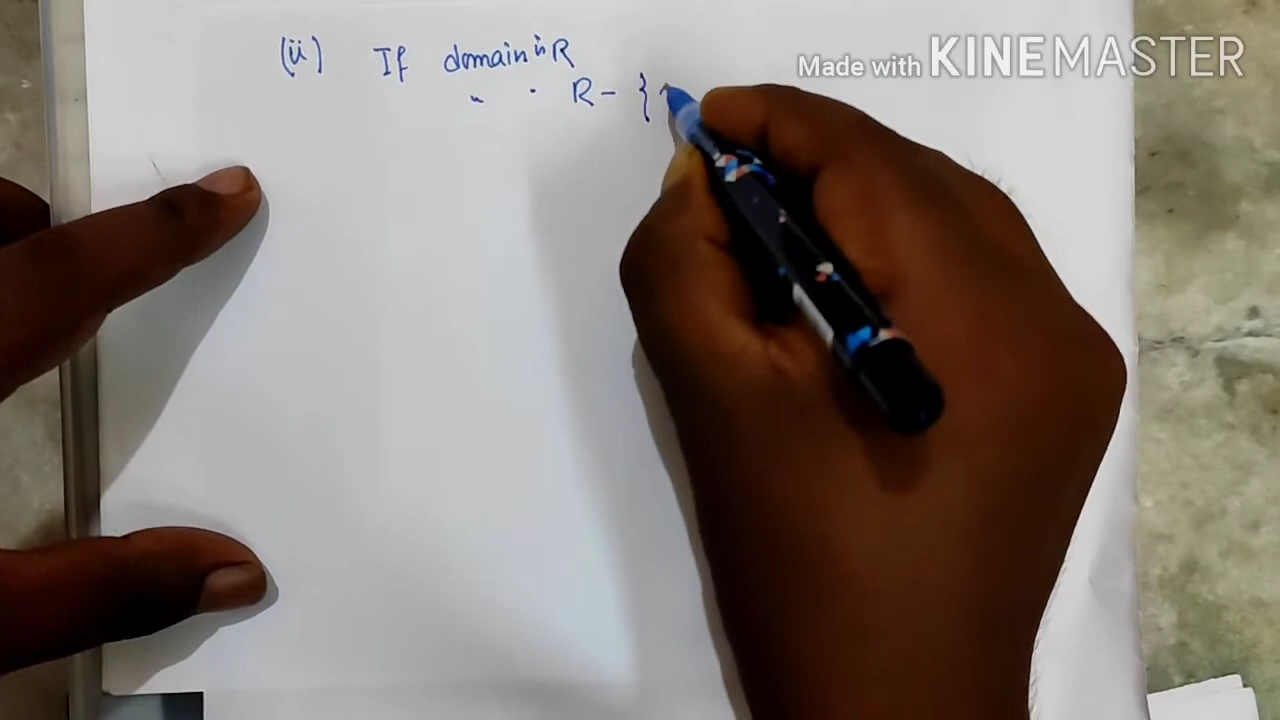 Made with KINEMASTER
(ii) If domain is R
" " R - {